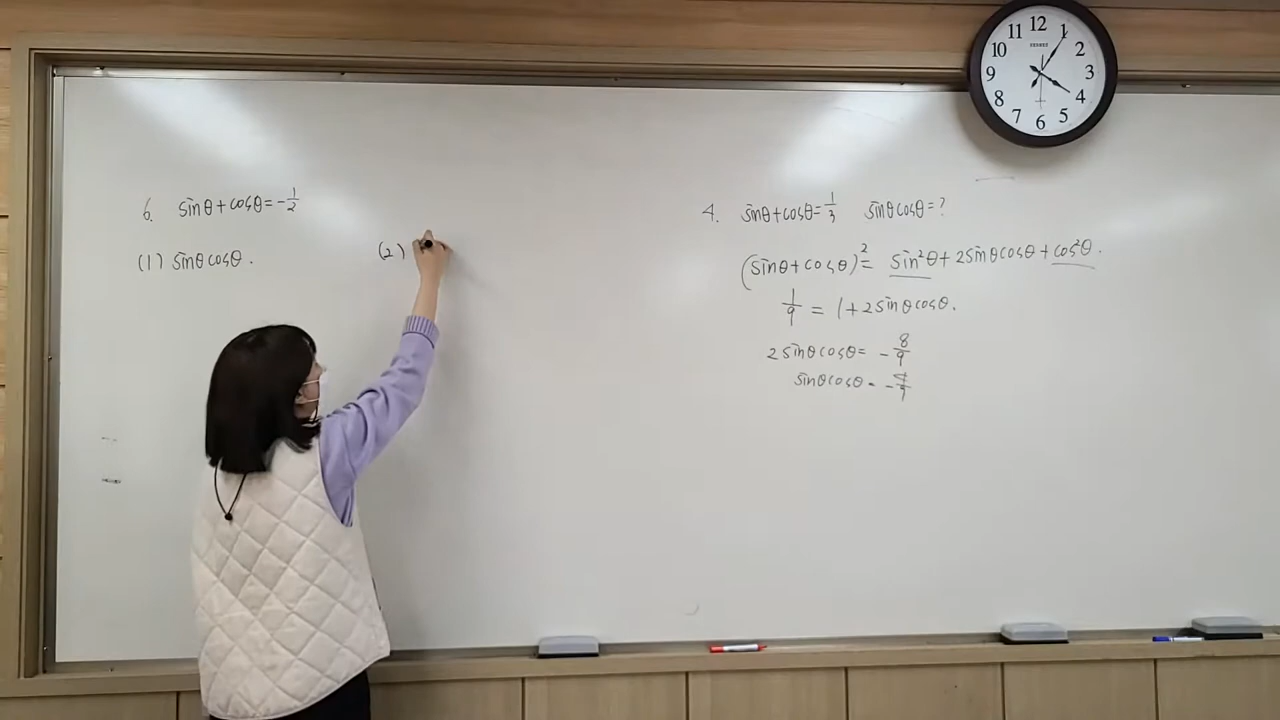 6. sinθ+cosθ=-1/2
(1) sinθcosθ.
(2)
4. sinθ+cosθ=1/3 sinθcosθ=?
(sinθ+cosθ)²= sin²θ+2sinθcosθ+cos²θ.
1/9 = 1+2sinθcosθ.
2sinθcosθ= -8/9
sinθcosθ= -4/9
12
1
2
3
4
5
6
7
8
9
10
11